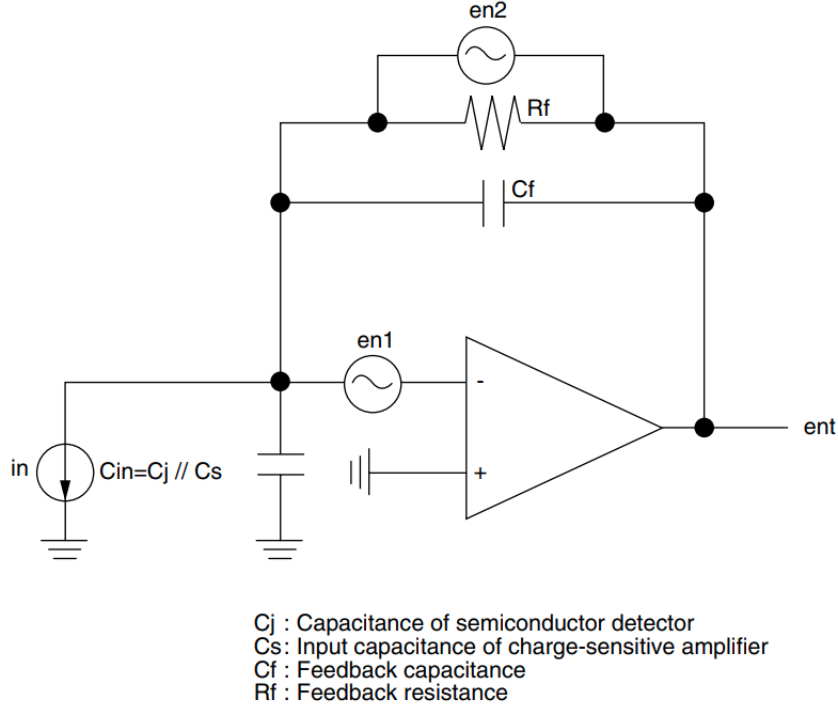 en2
Rf
Cf
en1
-
ent
in
Cin=Cj // Cs
+
Cj : Capacitance of semiconductor detector
Cs: Input capacitance of charge-sensitive amplifier
Cf : Feedback capacitance
Rf : Feedback resistance